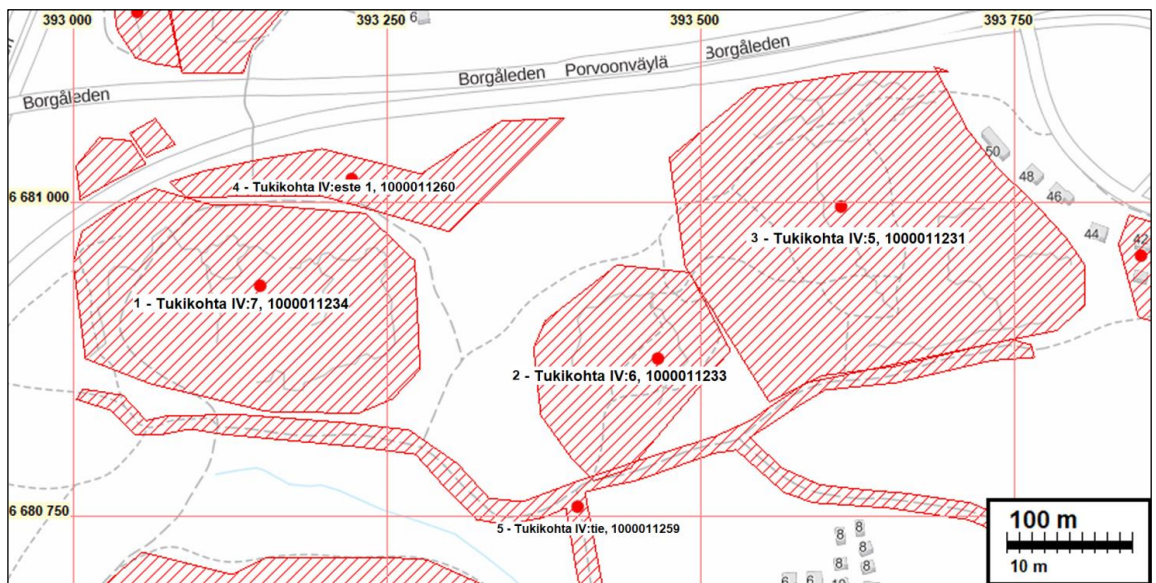 393 000
393 250
393 500
393 750
6
Borgåleden
Porvoonväylä
Borgåleden
Borgåleden
50
48
46
44
42
4 - Tukikohta IV:este 1, 1000011260
6 681 000
3 - Tukikohta IV:5, 1000011231
1 - Tukikohta IV:7, 1000011234
2 - Tukikohta IV:6, 1000011233
6 680 750
5 - Tukikohta IV:tie, 1000011259
8
8
8
8
8
6
6
10
100 m
10 m